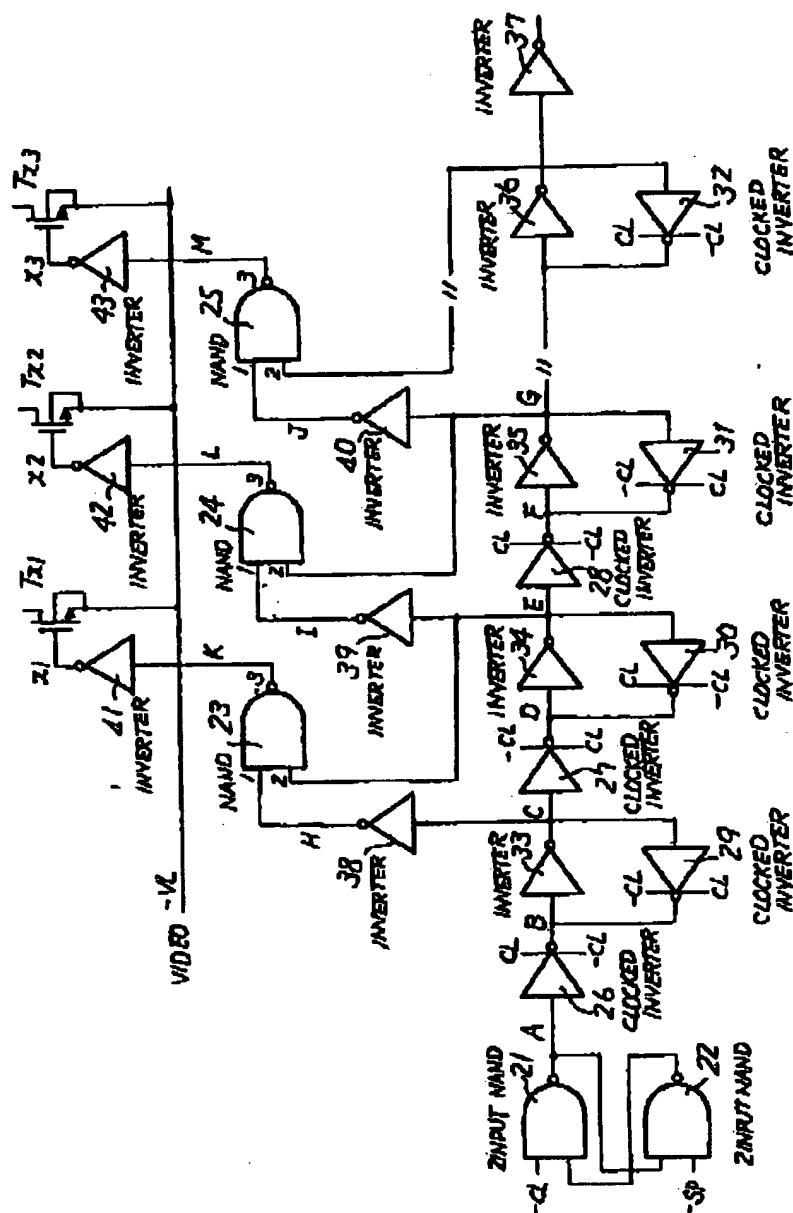 Tx1
Tx2
Tx3
x1
x2
x3
41
INVERTER
42
INVERTER
43
INVERTER
VIDEO -VL
K
L
M
3
3
3
NAND 23
NAND 24
NAND 25
1
2
1
2
1
2
H
I
J
38
INVERTER
39
INVERTER
40
INVERTER
2INPUT NAND
21
-CL
A
22
-SP
2INPUT NAND
CL
-CL
26
CLOCKED
INVERTER
B
INVERTER
33
C
-CL
CL
27
CLOCKED
INVERTER
D
INVERTER
34
E
CL
-CL
28
CLOCKED
INVERTER
F
INVERTER
35
G
INVERTER
36
INVERTER
37
-CL
CL
29
CLOCKED
INVERTER
CL
-CL
30
CLOCKED
INVERTER
-CL
CL
31
CLOCKED
INVERTER
CL
-CL
32
CLOCKED
INVERTER